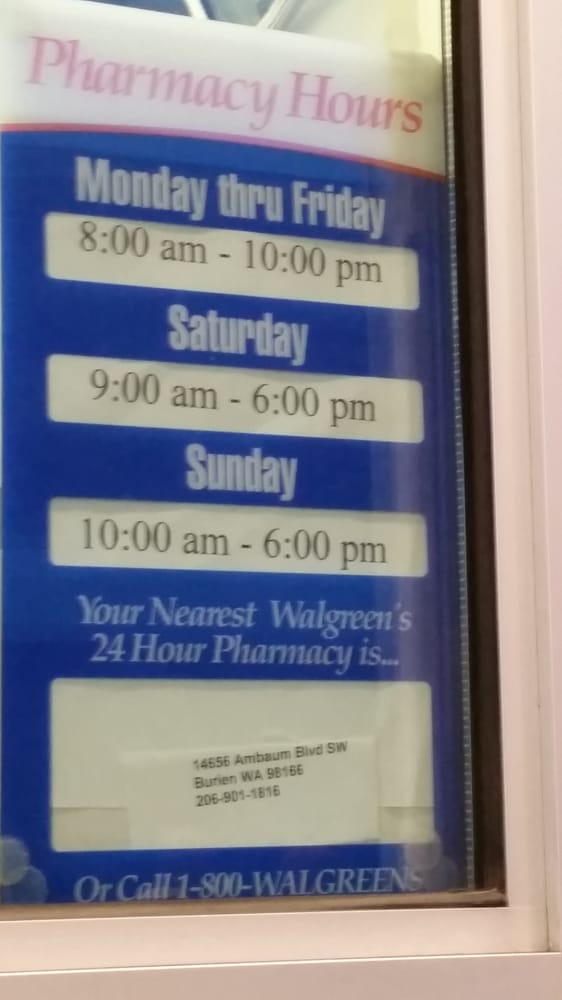 Pharmacy Hours
Monday thru Friday
8:00 am - 10:00 pm
Saturday
9:00 am - 6:00 pm
Sunday
10:00 am - 6:00 pm
Your Nearest Walgreen's
24 Hour Pharmacy is...
14656 Ambaum Blvd SW
Burien WA 98166
206-901-1816
Or Call 1-800-WALGREENS